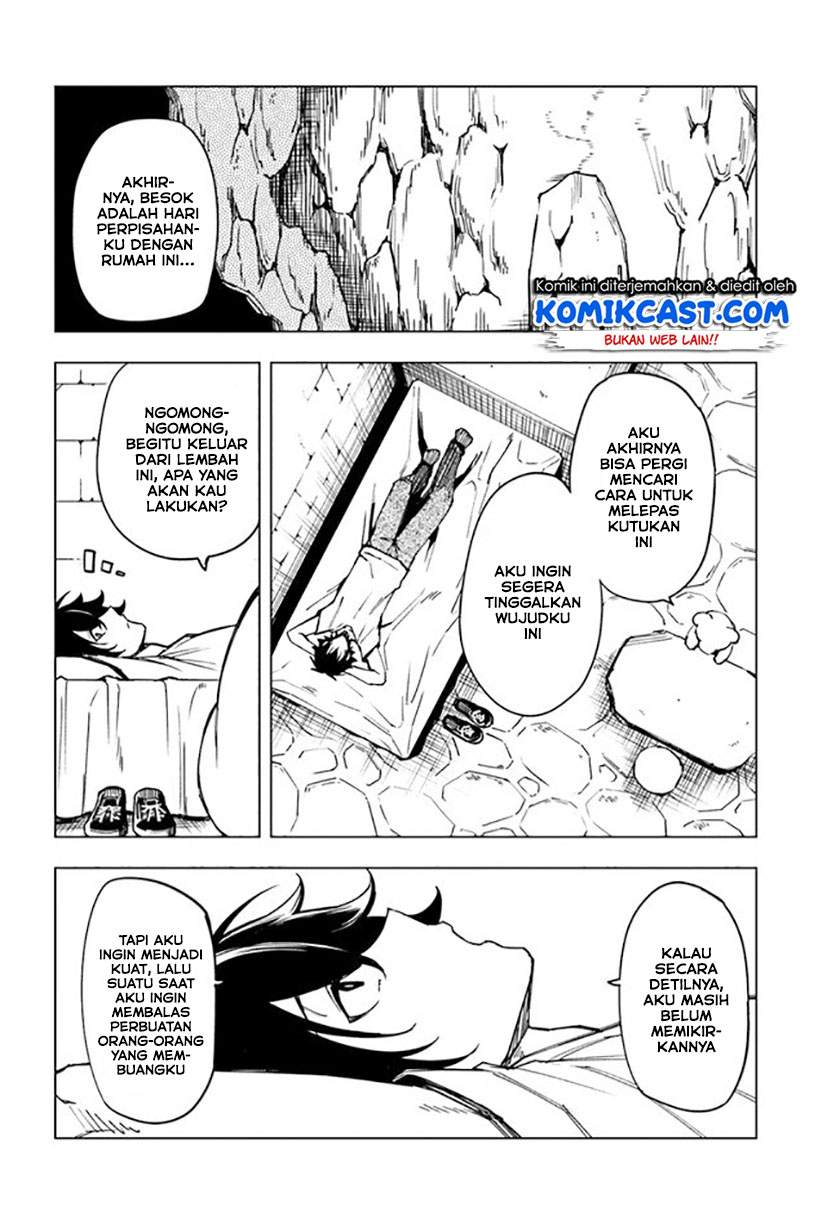 AKHIR-
NYA, BESOK
ADALAH HARI
PERPISAHAN-
KU DENGAN
RUMAH INI...
Komik ini diterjemahkan & diedit oleh
KOMIKCAST.COM
BUKAN WEB LAIN!!
AKU
AKHIRNYA
BISA PERGI
MENCARI
CARA UNTUK
MELEPAS
KUTUKAN
INI
AKU INGIN
SEGERA
TINGGALKAN
WUJUDKU
INI
NGOMONG-
NGOMONG,
BEGITU KELUAR
DARI LEMBAH
INI, APA YANG
AKAN KAU
LAKUKAN?
KALAU
SECARA
DETILNYA,
AKU MASIH
BELUM
MEMIKIR-
KANNYA
TAPI AKU
INGIN MENJADI
KUAT, LALU
SUATU SAAT
AKU INGIN
MEMBALAS
PERBUATAN
ORANG-ORANG
YANG MEM-
BUANGKU